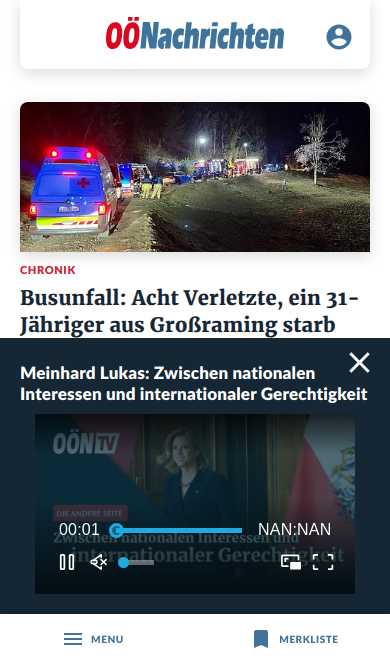 OÖNachrichten
CHRONIK
Busunfall: Acht Verletzte, ein 31-
Jähriger aus Großraming starb
Meinhard Lukas: Zwischen nationalen
Interessen und internationaler Gerechtigkeit
OÖN TV
DIE ANDERE SEITE
00:01
NAN:NAN
Zwischen nationalen Interessen und
internationaler Gerechtigkeit
MENU
MERKLISTE